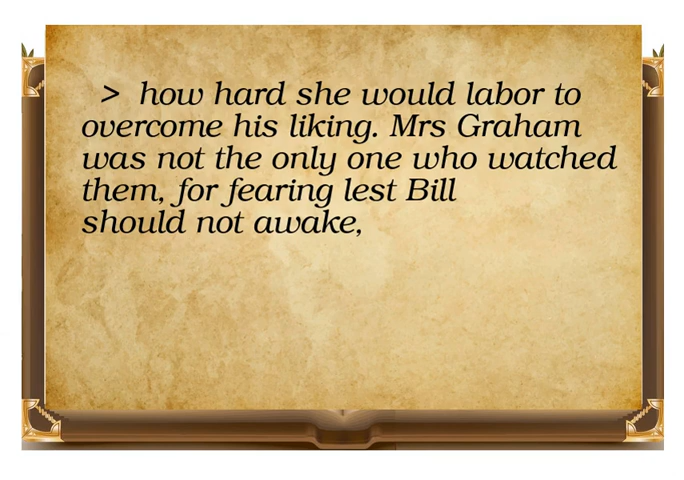 > how hard she would labor to
overcome his liking. Mrs Graham
was not the only one who watched
them, for fearing lest Bill
should not awake,